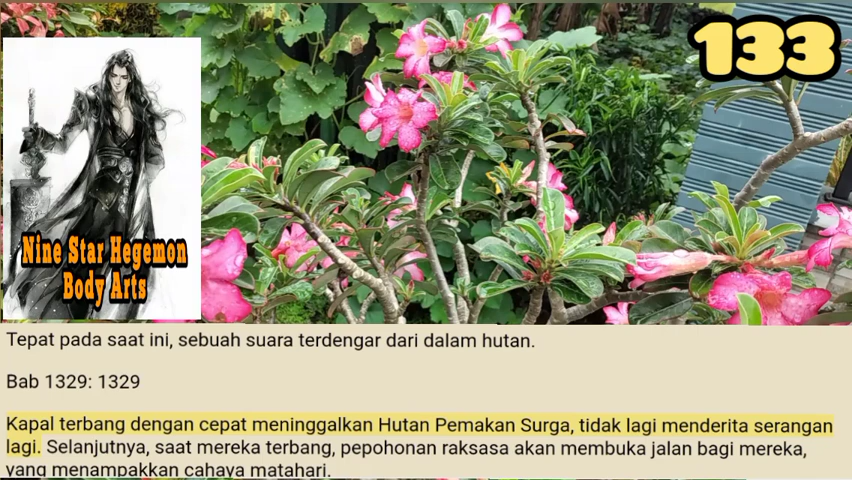 133
Nine Star Hegemon
Body Arts
Tepat pada saat ini, sebuah suara terdengar dari dalam hutan.
Bab 1329: 1329
Kapal terbang dengan cepat meninggalkan Hutan Pemakan Surga, tidak lagi menderita serangan
lagi. Selanjutnya, saat mereka terbang, pepohonan raksasa akan membuka jalan bagi mereka,
yang menampakkan cahaya matahari.